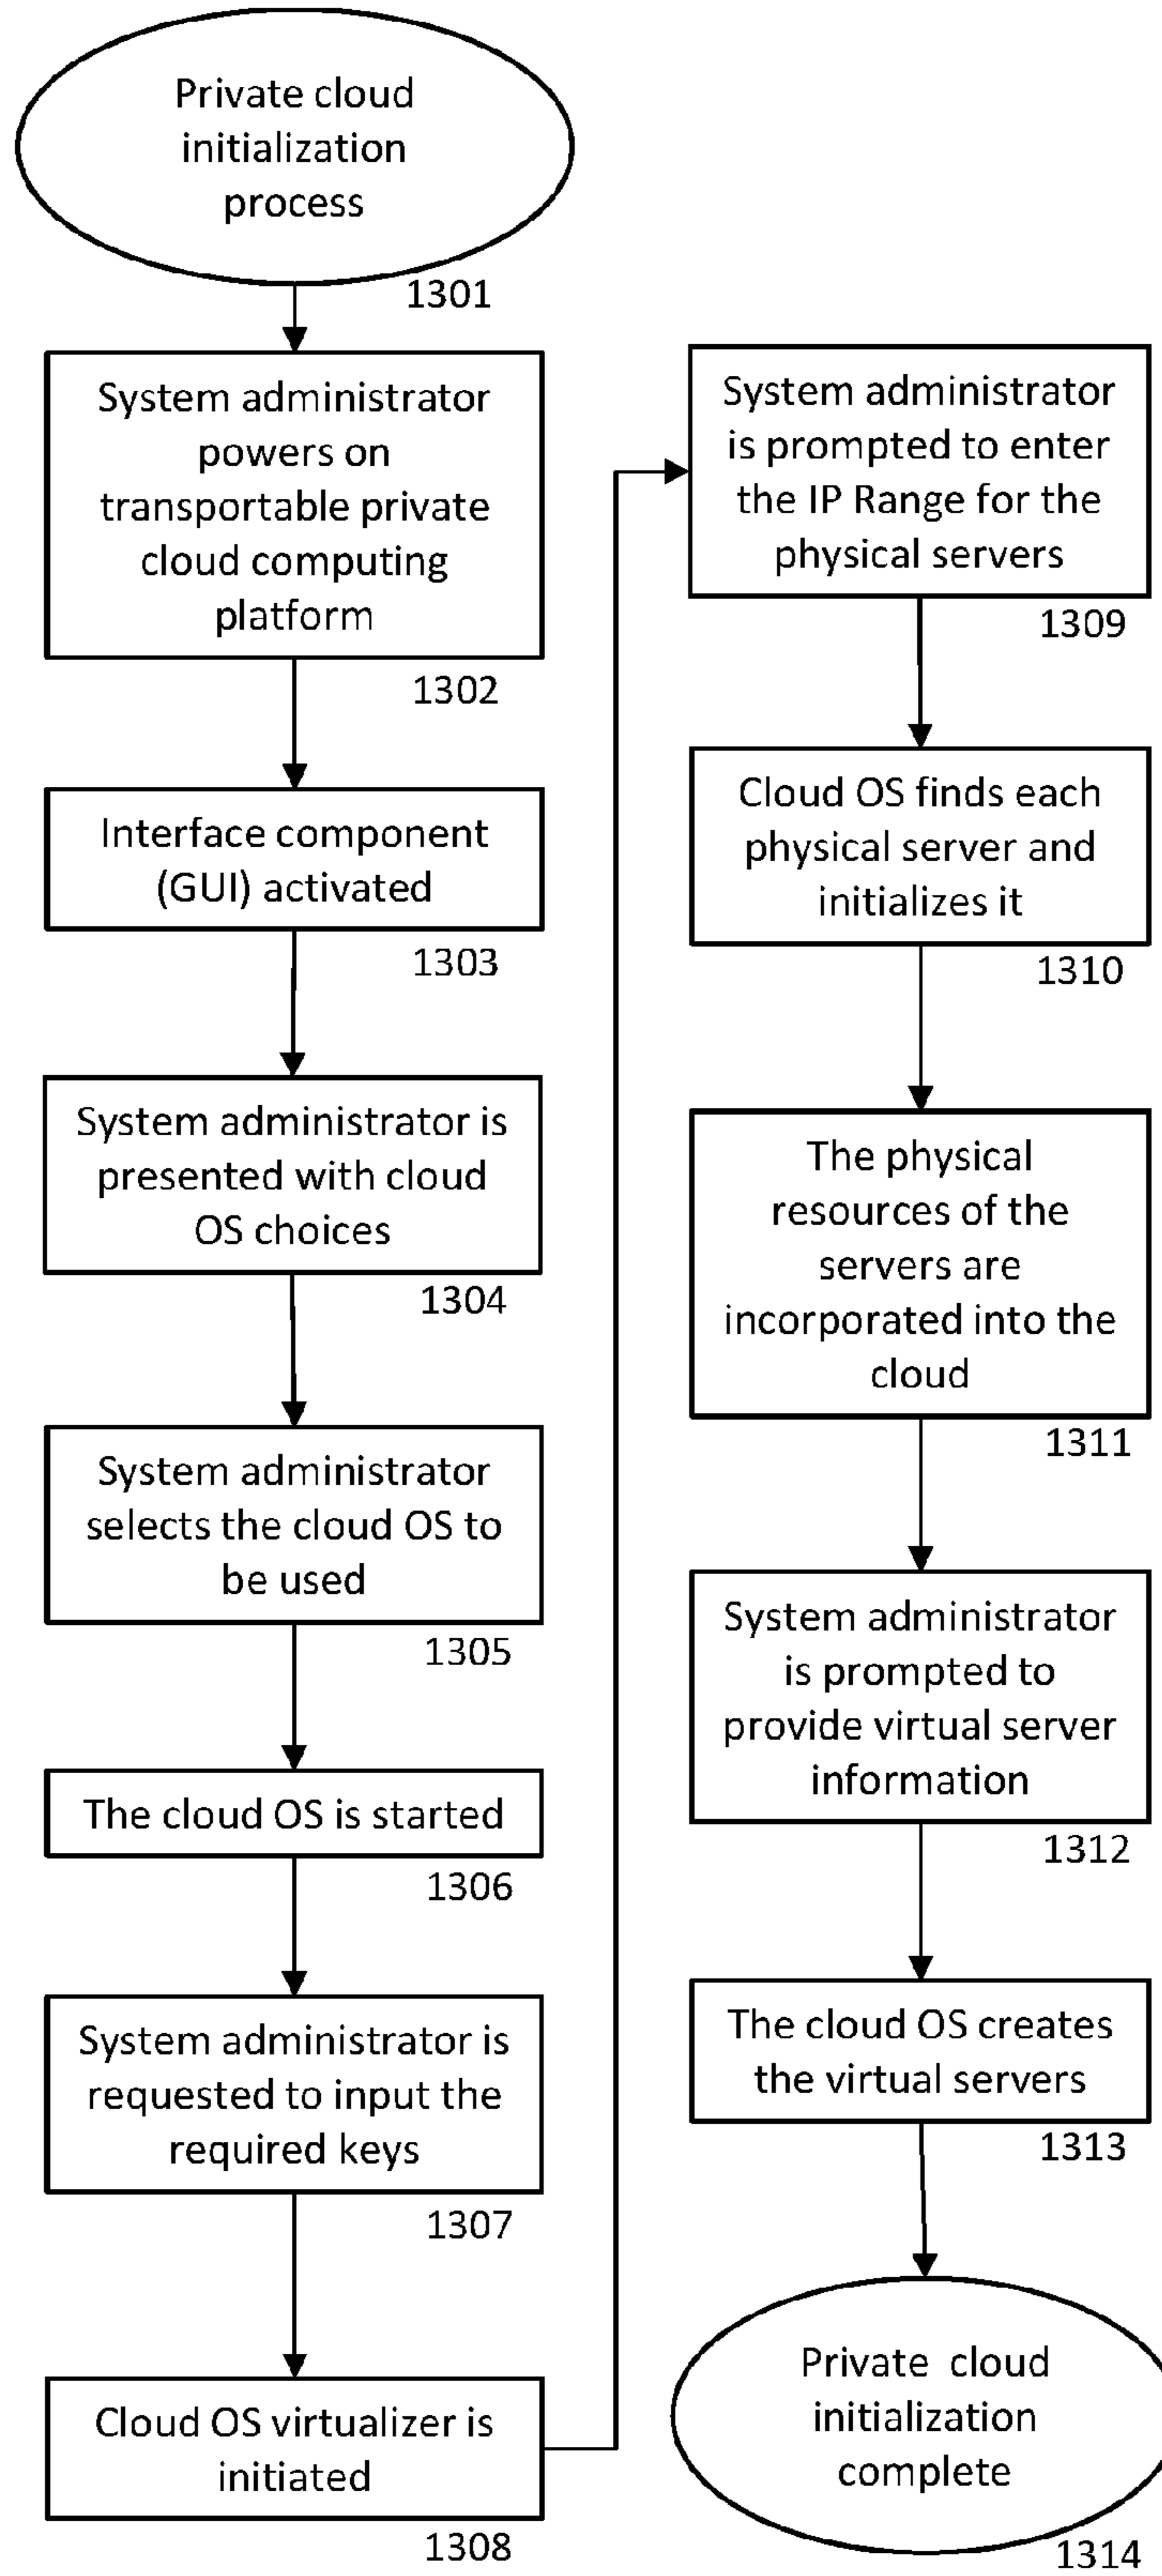 Private cloud
initialization
process
1301
System administrator
powers on
transportable private
cloud computing
platform
1302
Interface component
(GUI) activated
1303
System administrator is
presented with cloud
OS choices
1304
System administrator
selects the cloud OS to
be used
1305
The cloud OS is started
1306
System administrator is
requested to input the
required keys
1307
Cloud OS virtualizer is
initiated
1308
System administrator
is prompted to enter
the IP Range for the
physical servers
1309
Cloud OS finds each
physical server and
initializes it
1310
The physical
resources of the
servers are
incorporated into the
cloud
1311
System administrator
is prompted to
provide virtual server
information
1312
The cloud OS creates
the virtual servers
1313
Private cloud
initialization
complete
1314